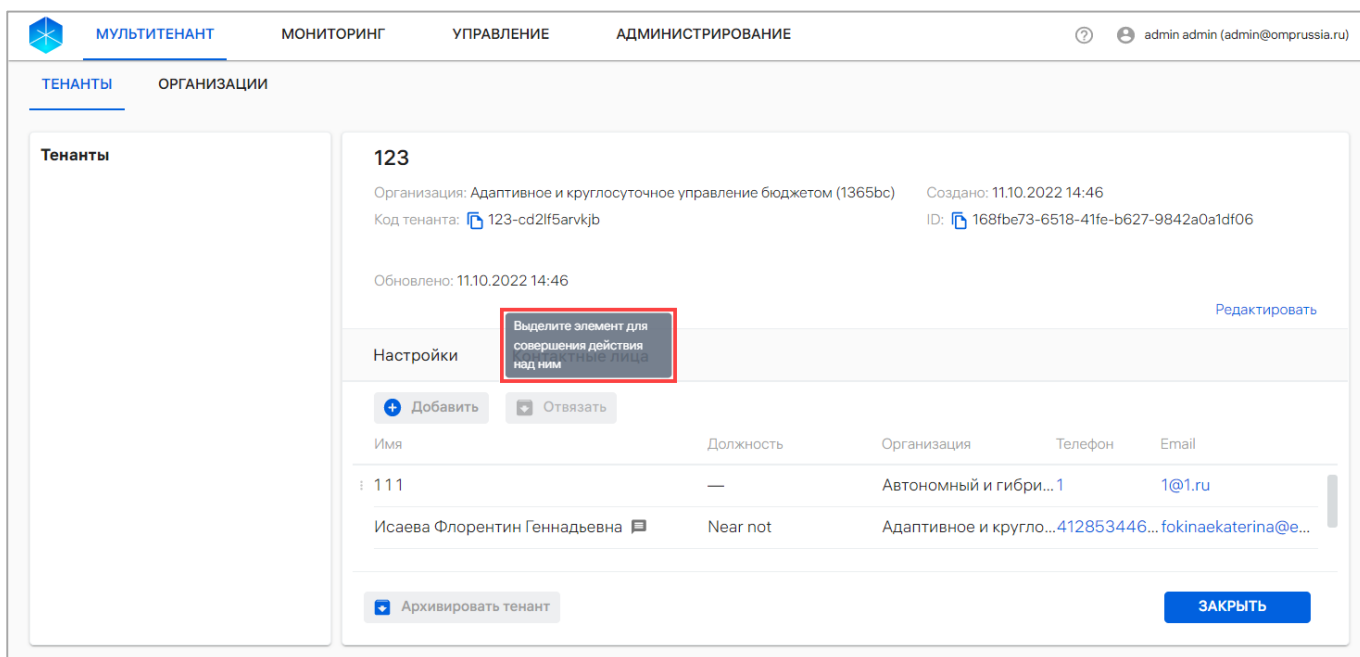 МУЛЬТИТЕНАНТ МОНИТОРИНГ УПРАВЛЕНИЕ АДМИНИСТРИРОВАНИЕ admin admin (admin@omprussia.ru)
ТЕНАНТЫ ОРГАНИЗАЦИИ
Тенанты
123
Организация: Адаптивное и круглосуточное управление бюджетом (1365bc) Создано: 11.10.2022 14:46
Код тенанта: 123-cd2lf5arvkjb ID: 168fbe73-6518-41fe-b627-9842a0a1df06
Обновлено: 11.10.2022 14:46
Редактировать
Выделите элемент для
совершения действия
над ним
Настройки Контактные лица
Добавить Отвязать
Имя Должность Организация Телефон Email
1 1 1 — Автономный и гибри... 1 1@1.ru
Исаева Флорентин Геннадьевна Near not Адаптивное и кругло... 412853446... fokinaekaterina@e...
Архивировать тенант ЗАКРЫТЬ